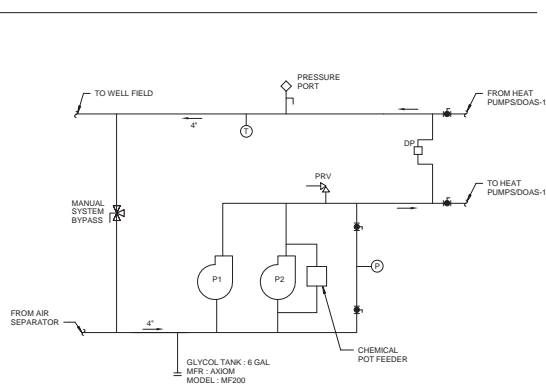 PRESSURE
PORT
TO WELL FIELD
FROM HEAT
PUMPS/DOAS-1
4"
T
DP
PRV
TO HEAT
PUMPS/DOAS-1
MANUAL
SYSTEM
BYPASS
P1
P2
P
FROM AIR
SEPARATOR
4"
CHEMICAL
POT FEEDER
GLYCOL TANK : 6 GAL
MFR : AXIOM
MODEL : MF200